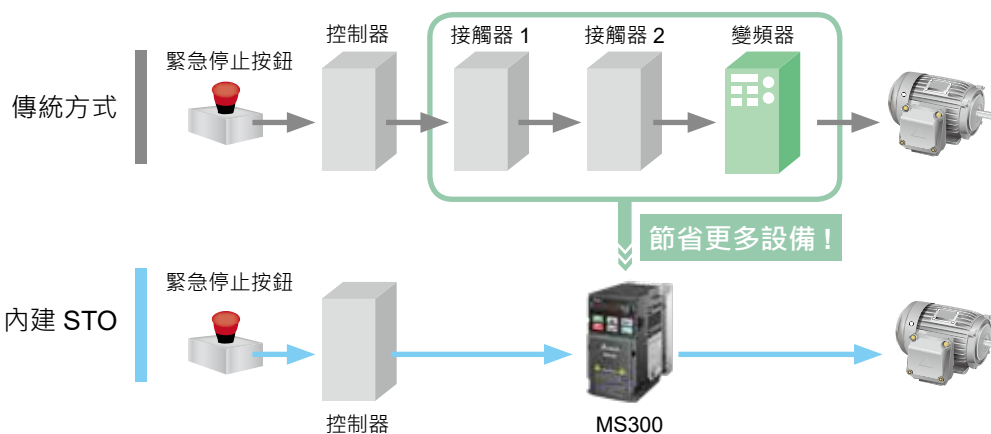 傳統方式
緊急停止按鈕
控制器
接觸器 1
接觸器 2
變頻器
節省更多設備！
內建 STO
緊急停止按鈕
控制器
MS300